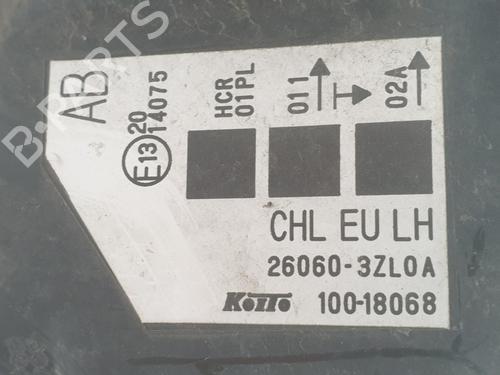 B-PARTS
AB
E13
20
14075
HCR
01PL
011
02A
CHL EU LH
26060-3ZL0A
KOITO
100-18068